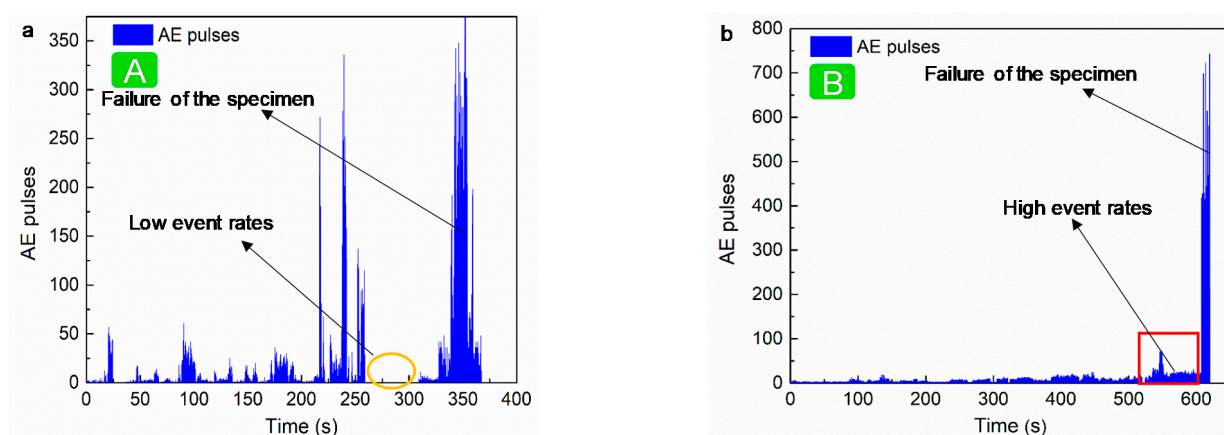 a
AE pulses
A
Failure of the specimen
Low event rates
AE pulses
350
300
250
200
150
100
50
0
0 50 100 150 200 250 300 350 400
Time (s)
b
AE pulses
B
Failure of the specimen
High event rates
AE pulses
800
700
600
500
400
300
200
100
0
0 100 200 300 400 500 600
Time (s)